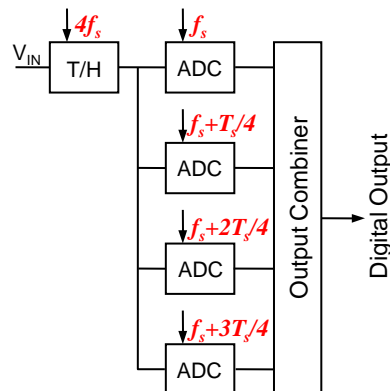 4fs
fs
VIN
T/H
ADC
fs+Ts/4
ADC
fs+2Ts/4
ADC
fs+3Ts/4
ADC
Output Combiner
Digital Output